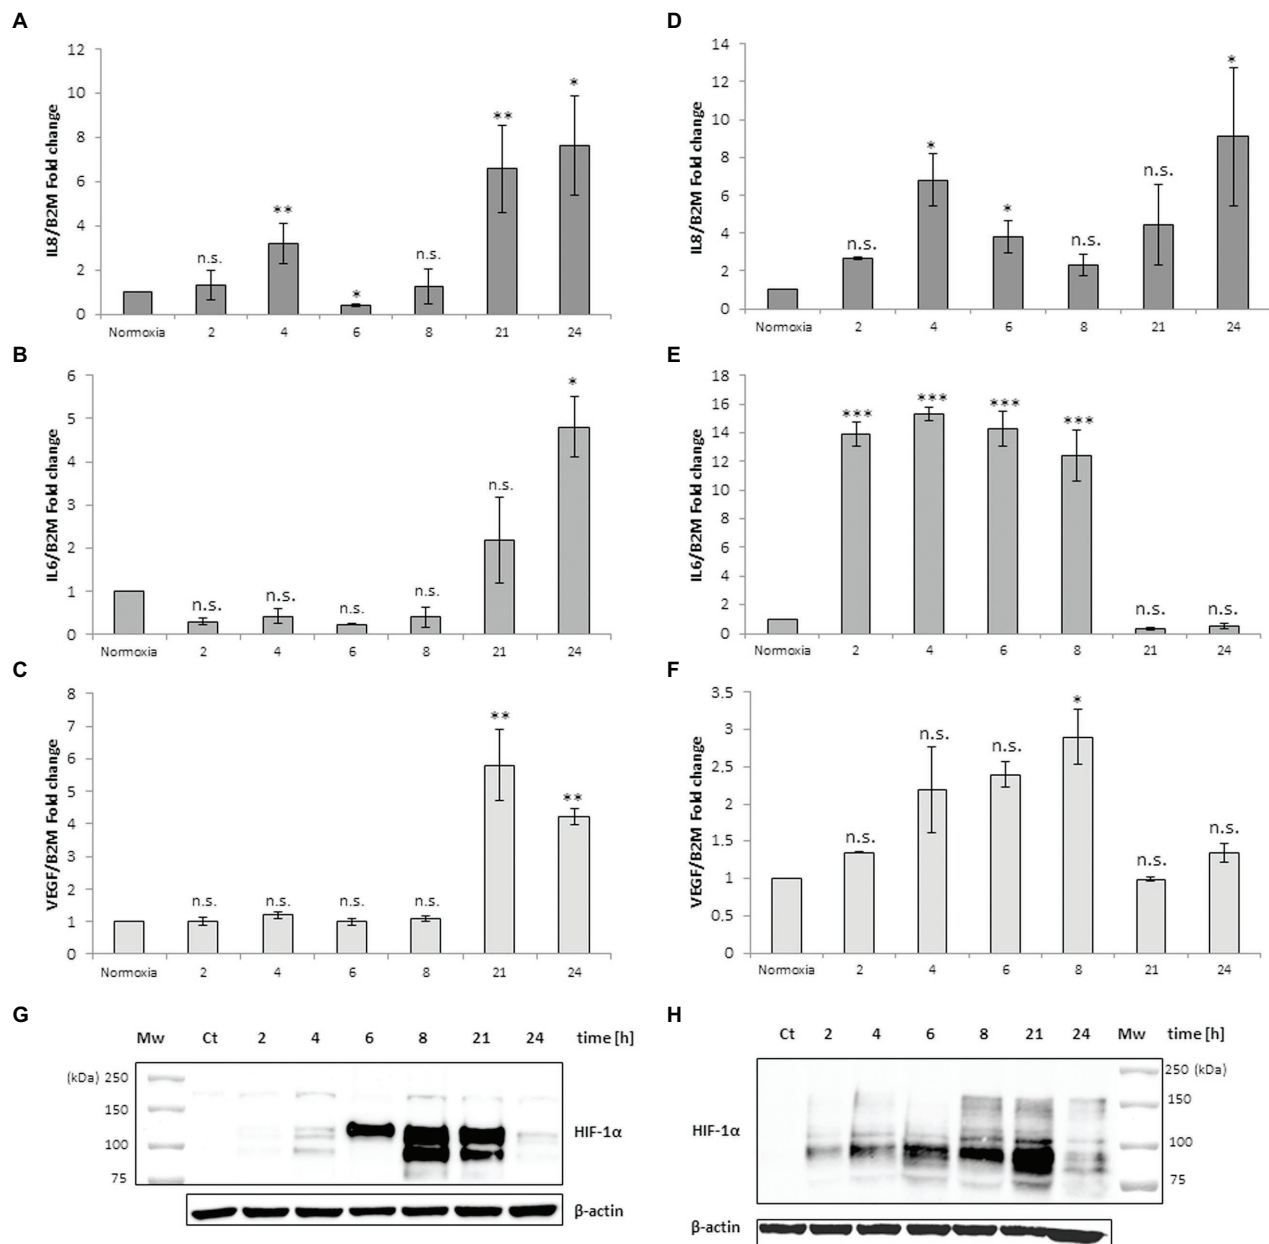 A
IL8/B2M Fold change
12
10
8
6
4
2
0
n.s.
**
*
n.s.
**
*
Normoxia 2 4 6 8 21 24
B
IL6/B2M Fold change
6
5
4
3
2
1
0
n.s.
n.s.
n.s.
n.s.
n.s.
*
Normoxia 2 4 6 8 21 24
C
VEGF/B2M Fold change
8
7
6
5
4
3
2
1
0
n.s.
n.s.
n.s.
n.s.
**
**
Normoxia 2 4 6 8 21 24
D
IL8/B2M Fold change
14
12
10
8
6
4
2
0
n.s.
*
*
n.s.
n.s.
*
Normoxia 2 4 6 8 21 24
E
IL6/B2M Fold change
18
16
14
12
10
8
6
4
2
0
***
***
***
***
n.s.
n.s.
Normoxia 2 4 6 8 21 24
F
VEGF/B2M Fold change
3.5
3
2.5
2
1.5
1
0.5
0
n.s.
n.s.
n.s.
*
n.s.
n.s.
Normoxia 2 4 6 8 21 24
G
Mw Ct 2 4 6 8 21 24 time [h]
(kDa) 250
150
100
75
HIF-1α
β-actin
H
Ct 2 4 6 8 21 24 Mw time [h]
250 (kDa)
150
100
75
HIF-1α
β-actin